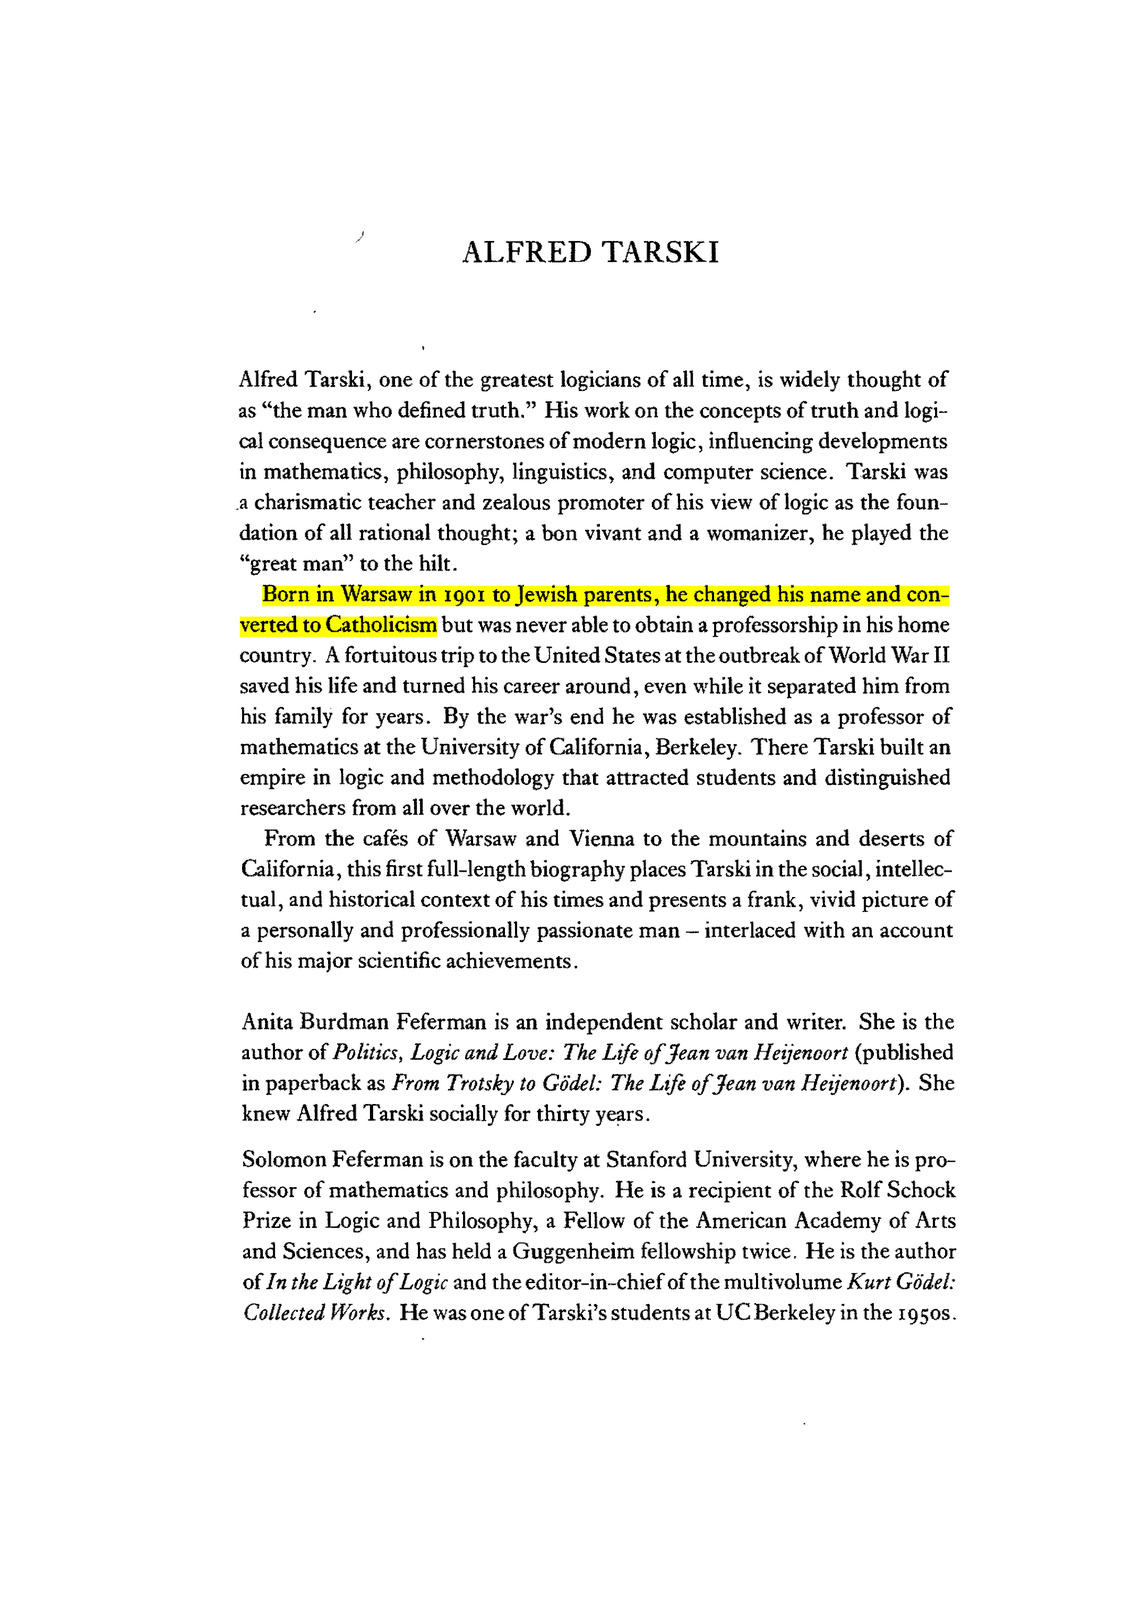 ALFRED TARSKI
Alfred Tarski, one of the greatest logicians of all time, is widely thought of
as “the man who defined truth.” His work on the concepts of truth and logi-
cal consequence are cornerstones of modern logic, influencing developments
in mathematics, philosophy, linguistics, and computer science. Tarski was
a charismatic teacher and zealous promoter of his view of logic as the foun-
dation of all rational thought; a bon vivant and a womanizer, he played the
“great man” to the hilt.
Born in Warsaw in 1901 to Jewish parents, he changed his name and con-
verted to Catholicism but was never able to obtain a professorship in his home
country. A fortuitous trip to the United States at the outbreak of World War II
saved his life and turned his career around, even while it separated him from
his family for years. By the war’s end he was established as a professor of
mathematics at the University of California, Berkeley. There Tarski built an
empire in logic and methodology that attracted students and distinguished
researchers from all over the world.
From the cafés of Warsaw and Vienna to the mountains and deserts of
California, this first full-length biography places Tarski in the social, intellec-
tual, and historical context of his times and presents a frank, vivid picture of
a personally and professionally passionate man – interlaced with an account
of his major scientific achievements.
Anita Burdman Feferman is an independent scholar and writer. She is the
author of Politics, Logic and Love: The Life of Jean van Heijenoort (published
in paperback as From Trotsky to Gödel: The Life of Jean van Heijenoort). She
knew Alfred Tarski socially for thirty years.
Solomon Feferman is on the faculty at Stanford University, where he is pro-
fessor of mathematics and philosophy. He is a recipient of the Rolf Schock
Prize in Logic and Philosophy, a Fellow of the American Academy of Arts
and Sciences, and has held a Guggenheim fellowship twice. He is the author
of In the Light of Logic and the editor-in-chief of the multivolume Kurt Gödel:
Collected Works. He was one of Tarski’s students at UC Berkeley in the 1950s.